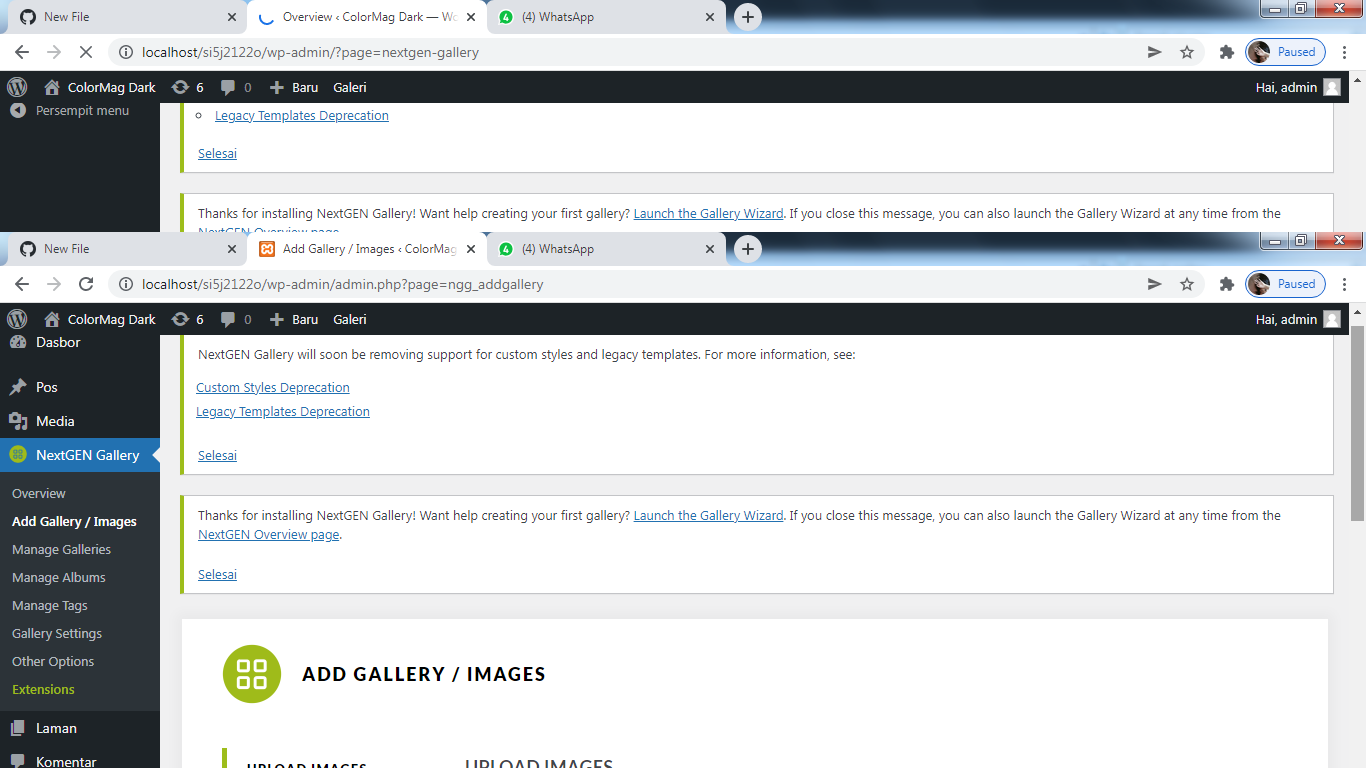 New File
Overview ‹ ColorMag Dark — Wo
(4) WhatsApp
localhost/si5j2122o/wp-admin/?page=nextgen-gallery
Paused
ColorMag Dark
6
0
Baru
Galeri
Hai, admin
Persempit menu
Legacy Templates Deprecation
Selesai
Thanks for installing NextGEN Gallery! Want help creating your first gallery? Launch the Gallery Wizard. If you close this message, you can also launch the Gallery Wizard at any time from the
NextGEN Overview page
New File
Add Gallery / Images ‹ ColorMag
(4) WhatsApp
localhost/si5j2122o/wp-admin/admin.php?page=ngg_addgallery
Paused
ColorMag Dark
6
0
Baru
Galeri
Hai, admin
Dasbor
Pos
Media
NextGEN Gallery
Overview
Add Gallery / Images
Manage Galleries
Manage Albums
Manage Tags
Gallery Settings
Other Options
Extensions
Laman
Komentar
NextGEN Gallery will soon be removing support for custom styles and legacy templates. For more information, see:
Custom Styles Deprecation
Legacy Templates Deprecation
Selesai
Thanks for installing NextGEN Gallery! Want help creating your first gallery? Launch the Gallery Wizard. If you close this message, you can also launch the Gallery Wizard at any time from the
NextGEN Overview page.
Selesai
ADD GALLERY / IMAGES
UPLOAD IMAGES
UPLOAD IMAGES